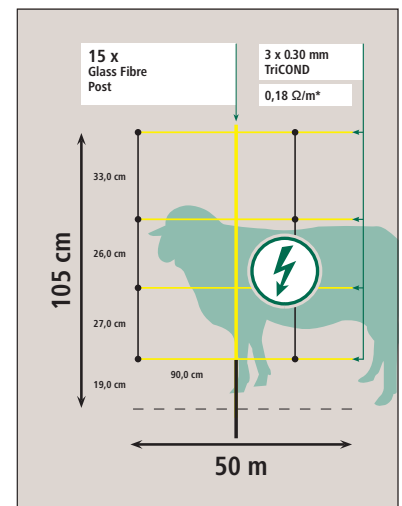 15 x
Glass Fibre
Post
3 x 0.30 mm
TriCOND
0,18 Ω/m*
33,0 cm
26,0 cm
105 cm
27,0 cm
19,0 cm
90,0 cm
50 m